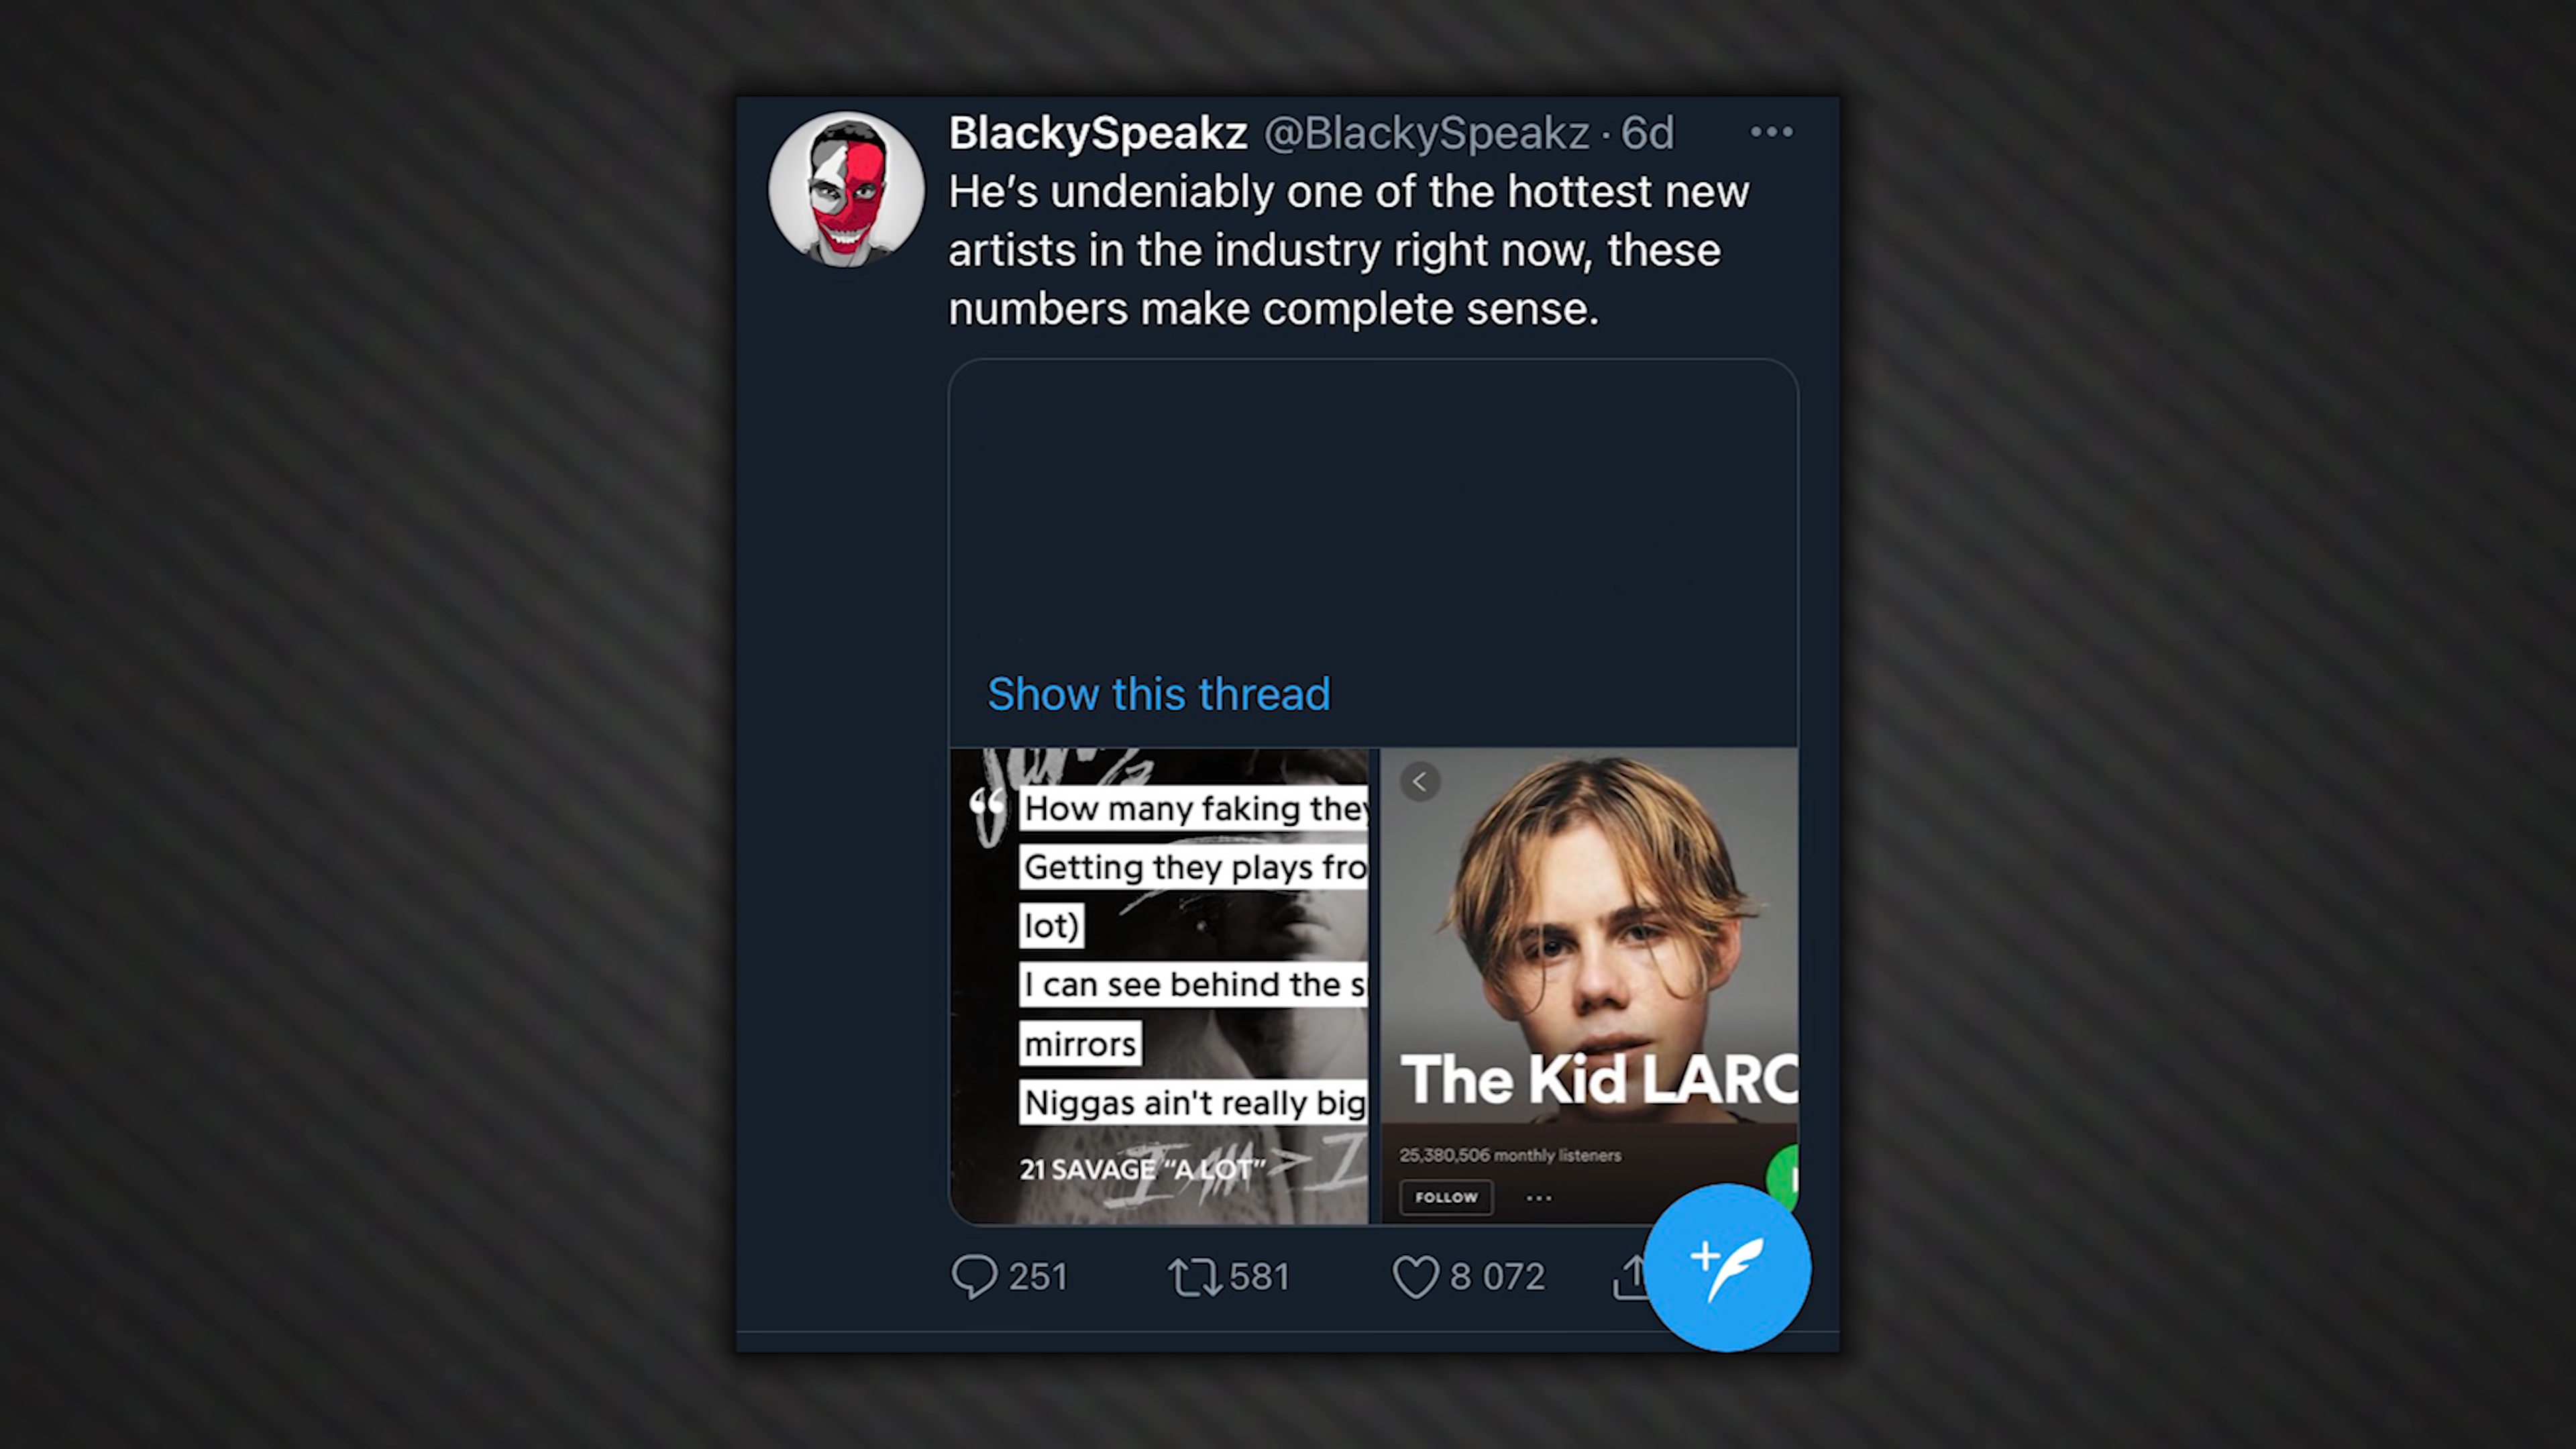 BlackySpeakz @BlackySpeakz · 6d
He's undeniably one of the hottest new
artists in the industry right now, these
numbers make complete sense.
Show this thread
“ How many faking they
Getting they plays fro
lot)
I can see behind the s
mirrors
Niggas ain't really big
21 SAVAGE “A LOT”
I AM > I
The Kid LARO
25,380,506 monthly listeners
FOLLOW
251 581 8 072